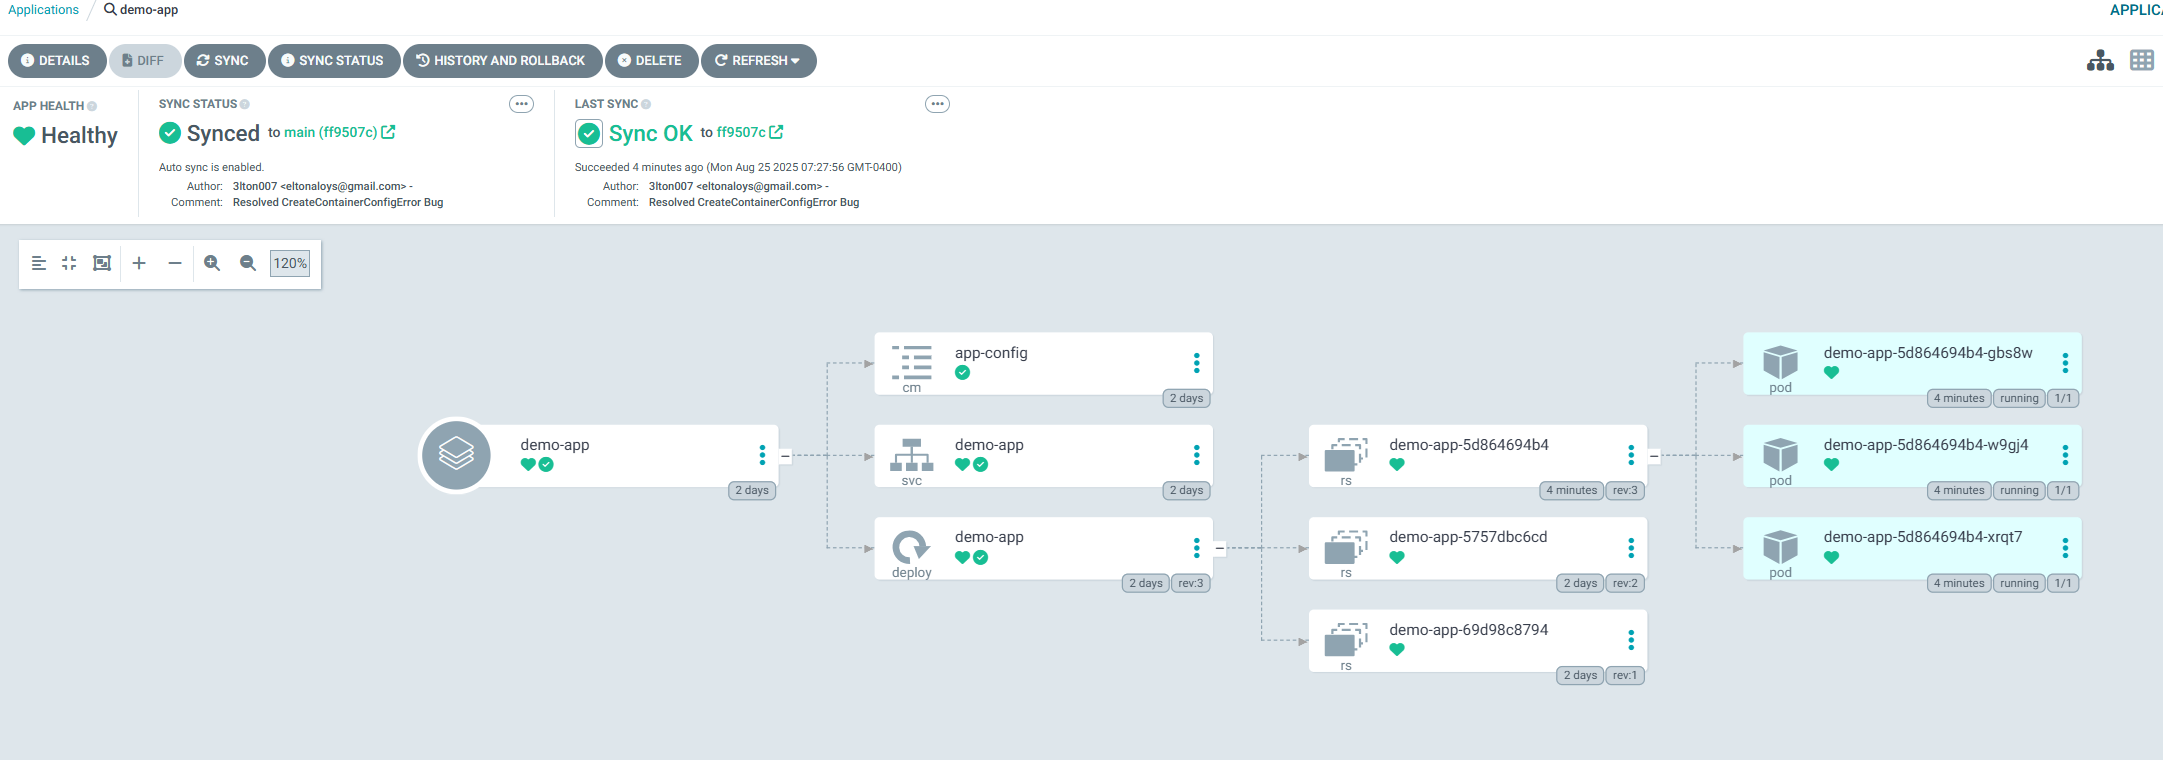 Applications / demo-app
APPLICA
DETAILS DIFF SYNC SYNC STATUS HISTORY AND ROLLBACK DELETE REFRESH
APP HEALTH
Healthy
SYNC STATUS
Synced to main (ff9507c)
Auto sync is enabled.
Author: 3lton007 <eltonaloys@gmail.com> -
Comment: Resolved CreateContainerConfigError Bug
LAST SYNC
Sync OK to ff9507c
Succeeded 4 minutes ago (Mon Aug 25 2025 07:27:56 GMT-0400)
Author: 3lton007 <eltonaloys@gmail.com> -
Comment: Resolved CreateContainerConfigError Bug
120%
demo-app
2 days
app-config
cm
2 days
demo-app
svc
2 days
demo-app
deploy
2 days rev:3
demo-app-5d864694b4
rs
4 minutes rev:3
demo-app-5757dbc6cd
rs
2 days rev:2
demo-app-69d98c8794
rs
2 days rev:1
demo-app-5d864694b4-gbs8w
pod
4 minutes running 1/1
demo-app-5d864694b4-w9gj4
pod
4 minutes running 1/1
demo-app-5d864694b4-xrqt7
pod
4 minutes running 1/1